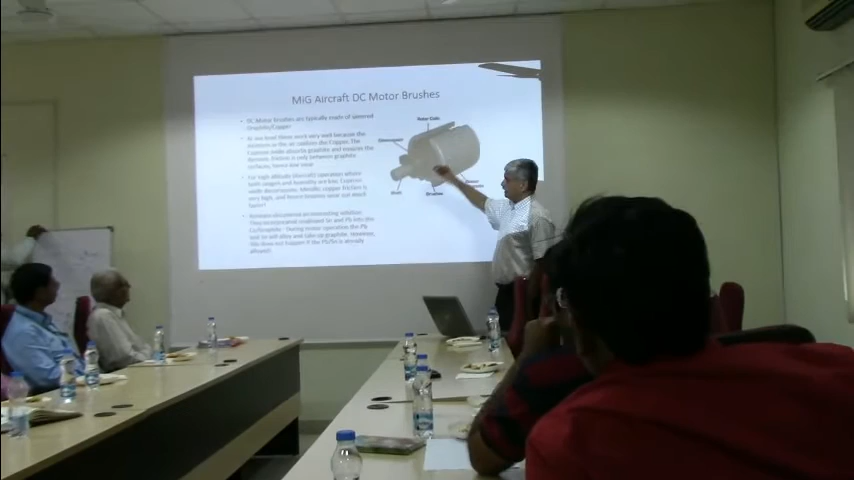 MiG Aircraft DC Motor Brushes
• DC Motor brushes are typically made of sintered
Graphite/Copper
• At sea level these work very well because the
moisture in the air oxidizes the Copper. The
Cuprous oxide absorbs graphite and ensures the
dynamic friction is only between graphite
surfaces, hence low wear
• For high altitude operation where
both oxygen and humidity are low, Cuprous
oxide decomposes. Metallic copper friction is
very high, and hence brushes wear out much
faster!
• Russians discovered an interesting solution.
They incorporated unalloyed Sn and Pb into the
Cu/Graphite. During motor operation the Pb
and Sn will alloy and take up graphite. However,
this does not happen if the Pb/Sn is already
alloyed!
Rotor Coils
Commutator
Brushes